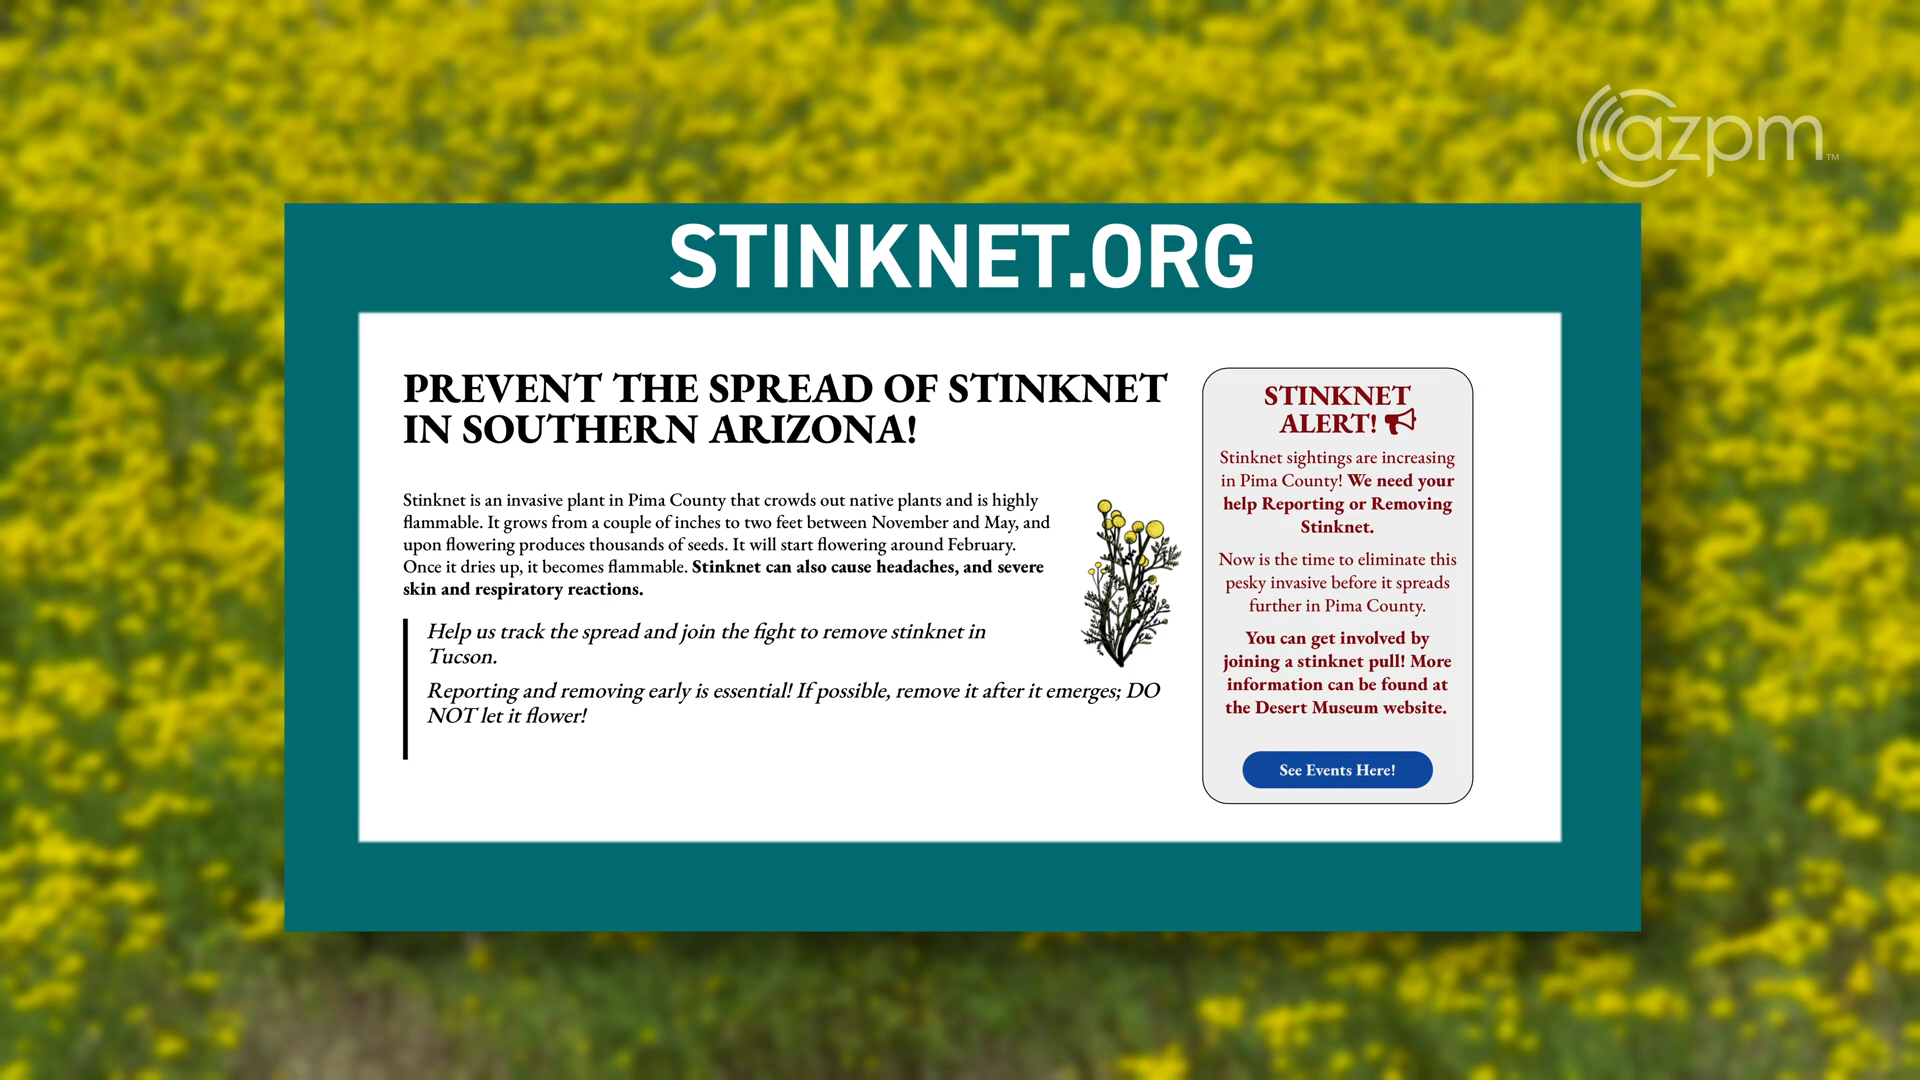 azpm™
STINKNET.ORG
PREVENT THE SPREAD OF STINKNET
IN SOUTHERN ARIZONA!
Stinknet is an invasive plant in Pima County that crowds out native plants and is highly
flammable. It grows from a couple of inches to two feet between November and May, and
upon flowering produces thousands of seeds. It will start flowering around February.
Once it dries up, it becomes flammable. Stinknet can also cause headaches, and severe
skin and respiratory reactions.
Help us track the spread and join the fight to remove stinknet in
Tucson.
Reporting and removing early is essential! If possible, remove it after it emerges; DO
NOT let it flower!
STINKNET
ALERT!
Stinknet sightings are increasing
in Pima County! We need your
help Reporting or Removing
Stinknet.
Now is the time to eliminate this
pesky invasive before it spreads
further in Pima County.
You can get involved by
joining a stinknet pull! More
information can be found at
the Desert Museum website.
See Events Here!